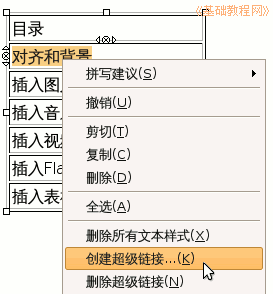 《基础教程网》
目录
对齐和背景
插入图
插入音
插入视频
插入Fla
插入表格
拼写建议(S)
撤销(U)
剪切(T)
复制(C)
刪除(D)
全选(A)
删除所有文本样式(X)
创建超级链接...(K)
删除超级链接(N)